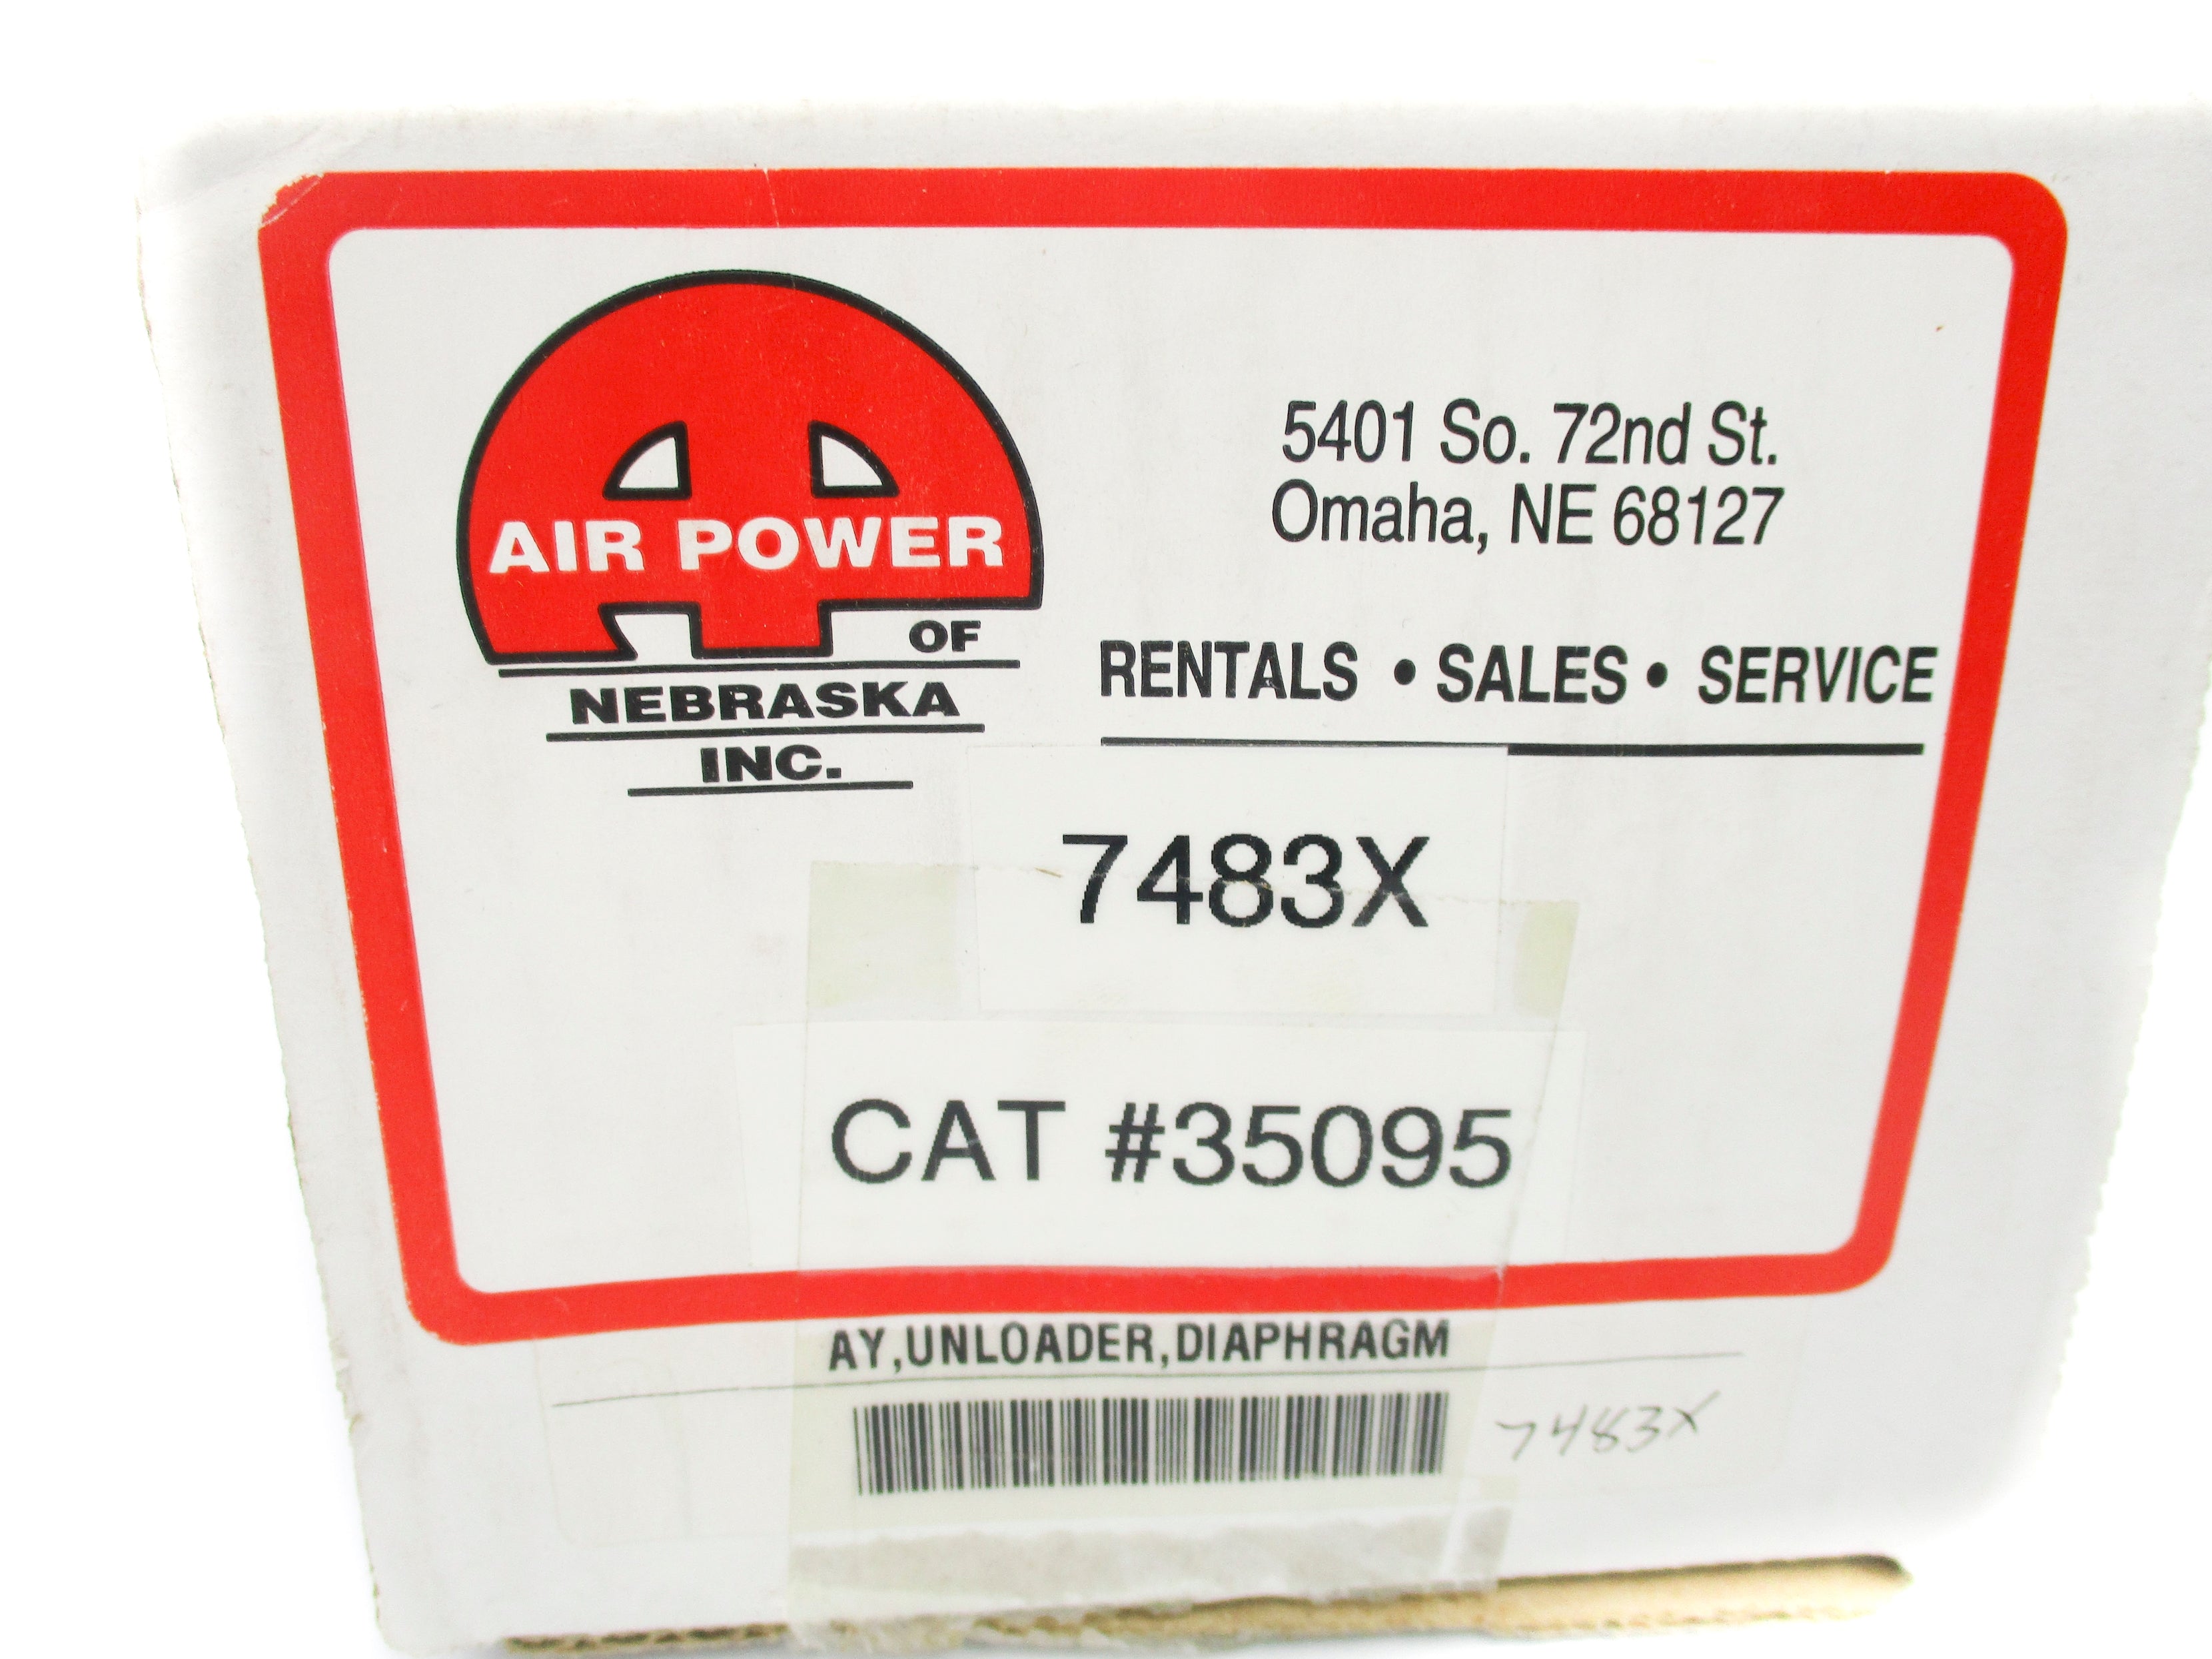 AIR POWER
OF
NEBRASKA
INC.
5401 So. 72nd St.
Omaha, NE 68127
RENTALS • SALES • SERVICE
7483X
CAT #35095
AY,UNLOADER,DIAPHRAGM
7483X